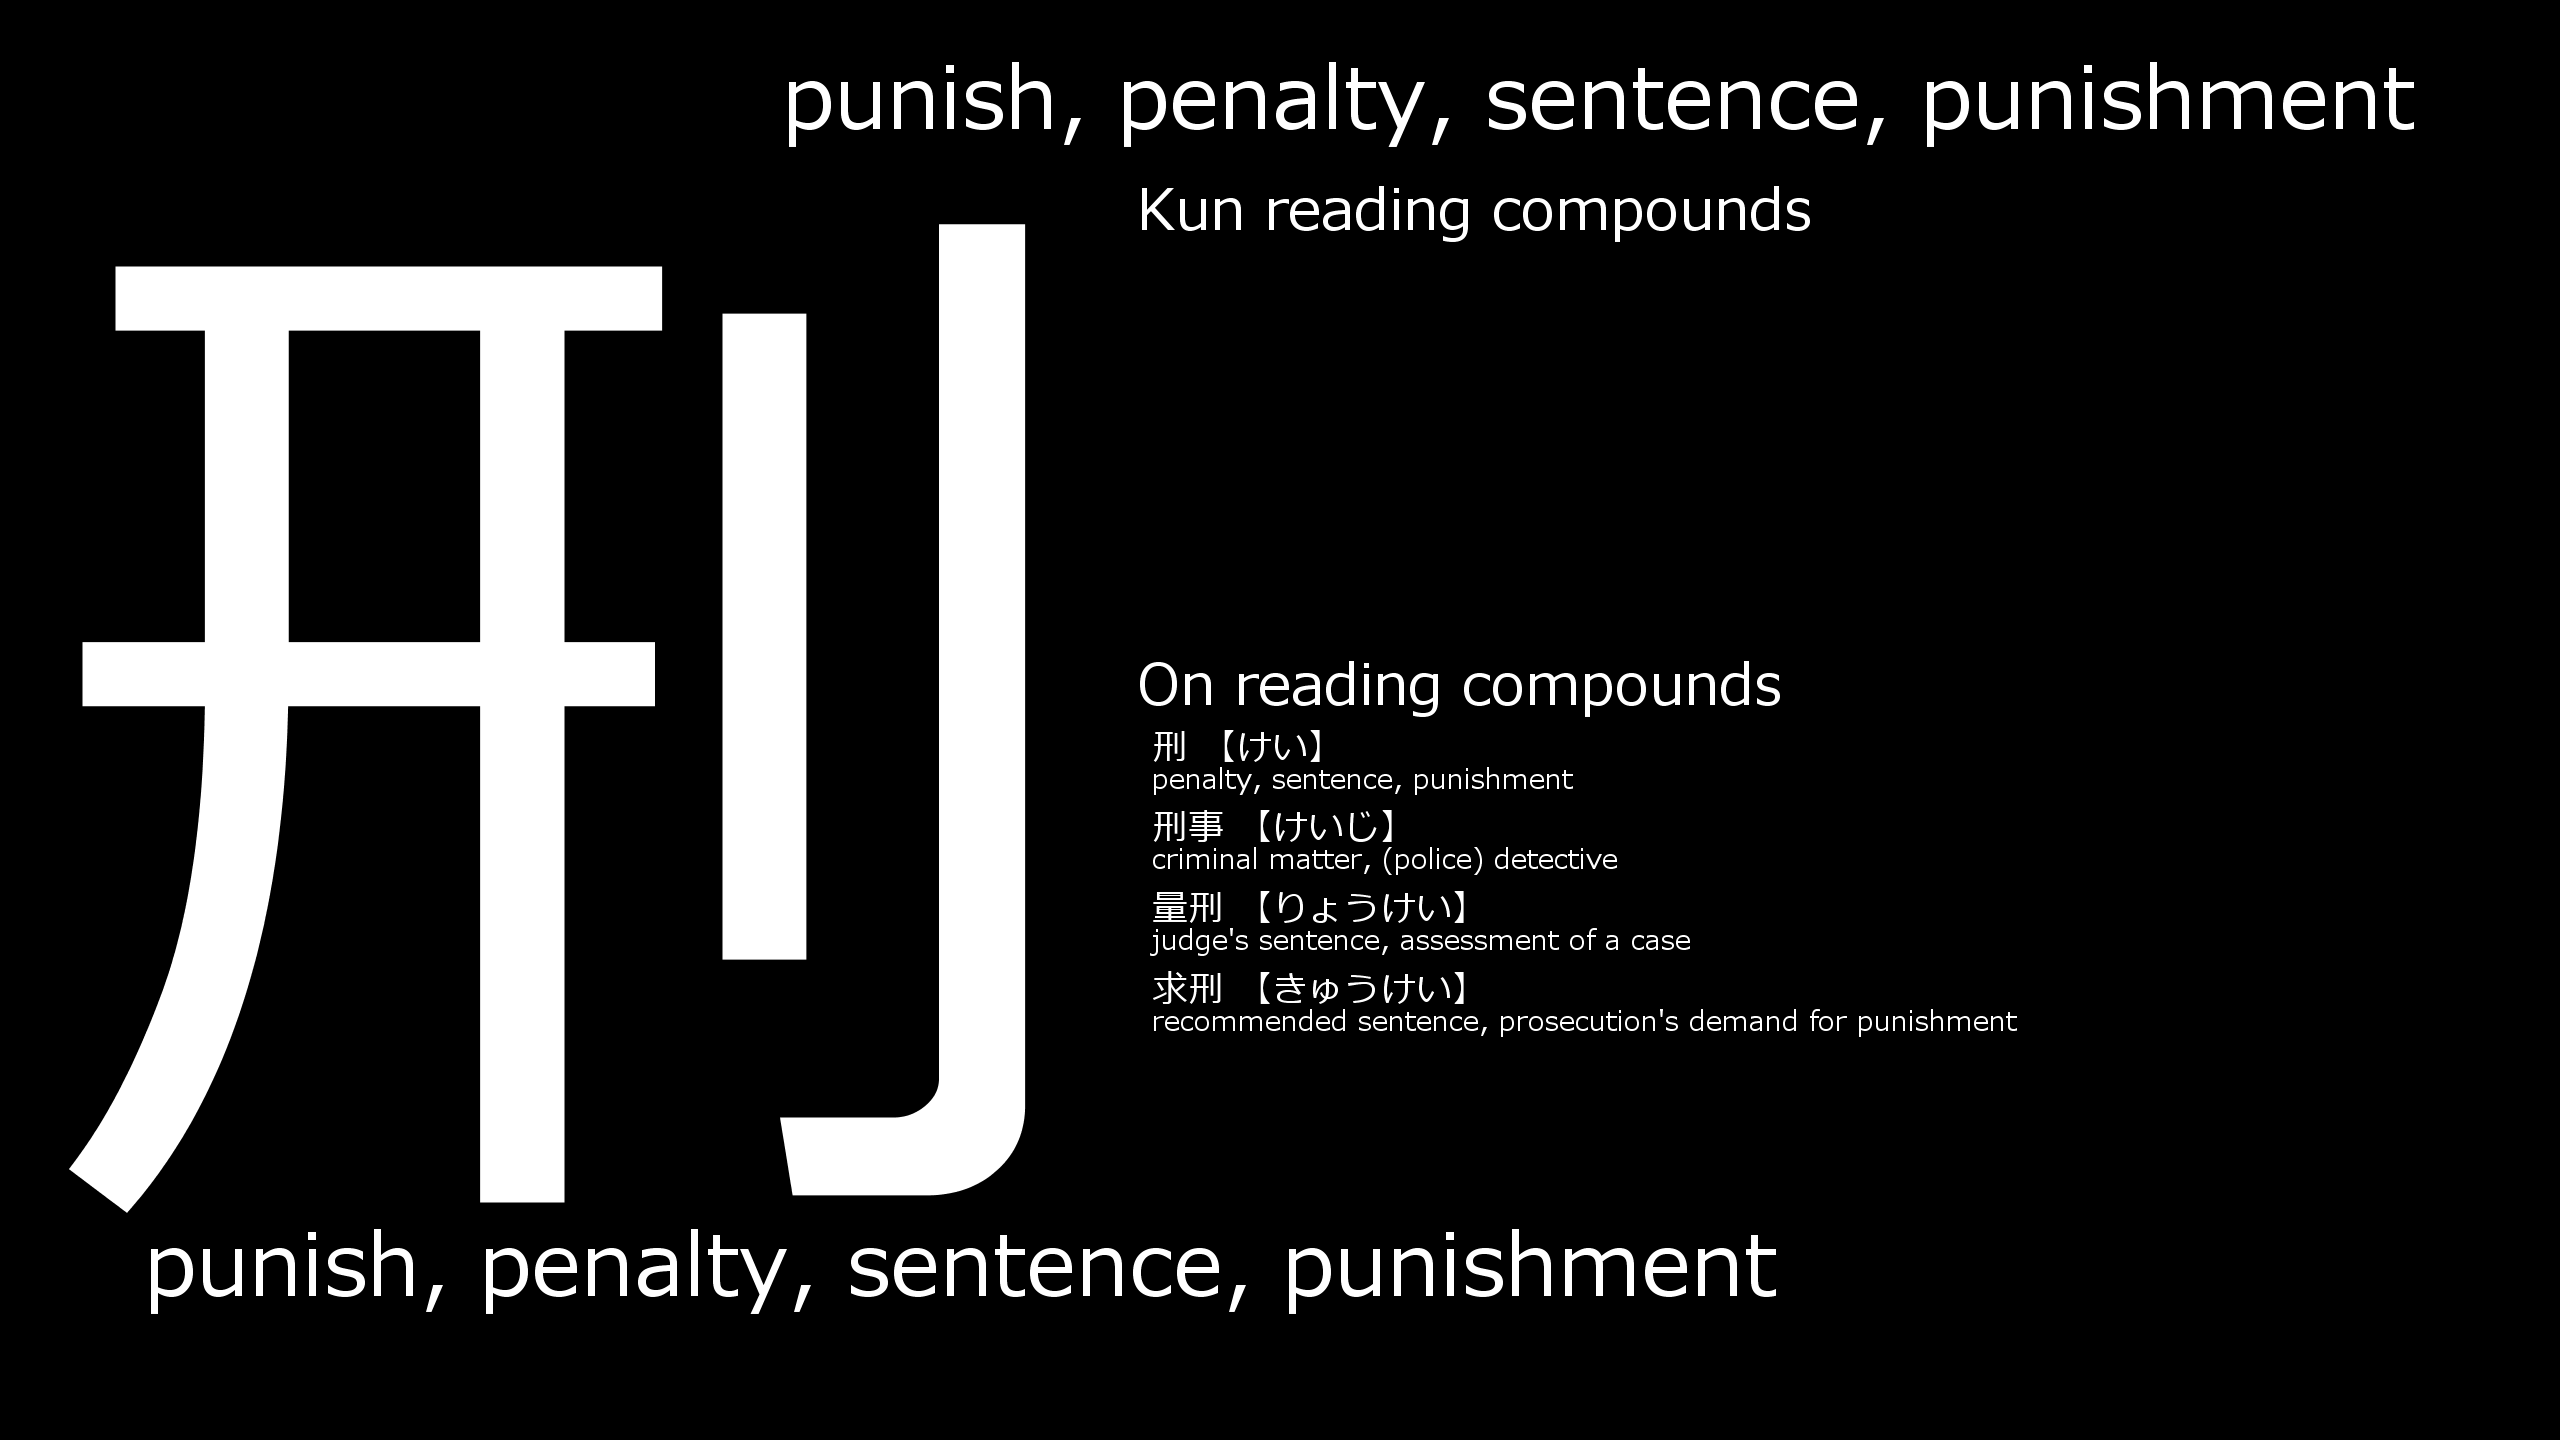 punish, penalty, sentence, punishment
刑
Kun reading compounds
On reading compounds
刑 【けい】
penalty, sentence, punishment
刑事 【けいじ】
criminal matter, (police) detective
量刑 【りょうけい】
judge's sentence, assessment of a case
求刑 【きゅうけい】
recommended sentence, prosecution's demand for punishment
punish, penalty, sentence, punishment